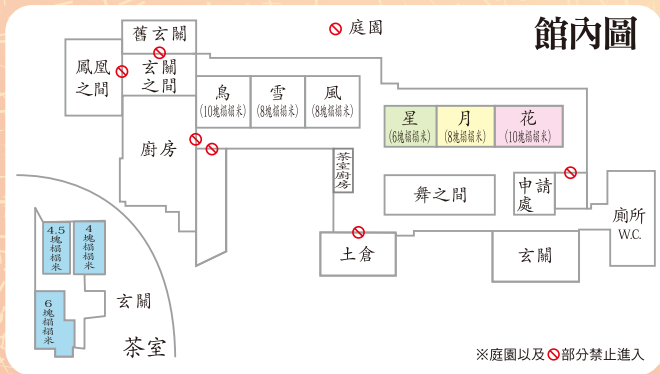 館內圖
庭園
舊玄關
鳳凰
之間
玄關
之間
鳥
(10塊榻榻米)
雪
(8塊榻榻米)
風
(8塊榻榻米)
星
(6塊榻榻米)
月
(8塊榻榻米)
花
(10塊榻榻米)
廚房
茶室廚房
舞之間
申請
處
廁所
W.C.
土倉
玄關
4.5
塊榻榻米
4
塊榻榻米
6
塊榻榻米
玄關
茶室
※庭園以及部分禁止進入